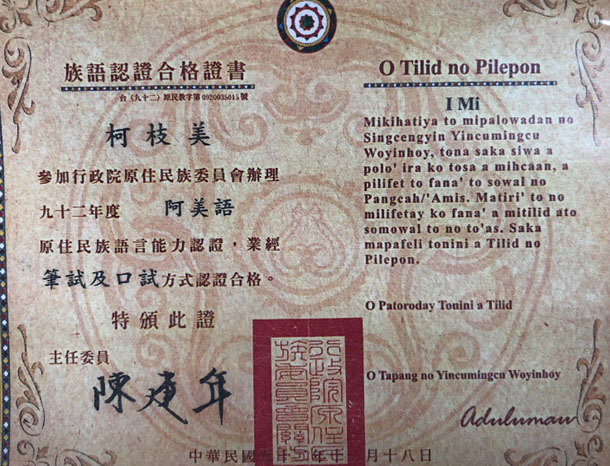 族語認證合格證書
台（九十二）原民教字第0920035015號
柯枝美
參加行政院原住民族委員會辦理
九十二年度 阿美語
原住民族語言能力認證，業經
筆試及口試方式認證合格。
特頒此證
主任委員
陳建年
O Tilid no Pilepon
I Mi
Mikihatiya to mipalowadan no
Singcengyin Yincumingcu
Woyinhoy, tona saka siwa a
polo' ira ko tosa a mihcaan, a
pilifet to fana' to sowal no
Pangcah/'Amis. Matiri' to no
milifetay ko fana' a mitilid ato
somowal to no to'as. Saka
mapafeli tonini a Tilid no
Pilepon.
O Patoroday Tonini a Tilid
O Tapang no Yincumingcu Woyinhoy
Adulumau
中華民國 十 年十 月十八日